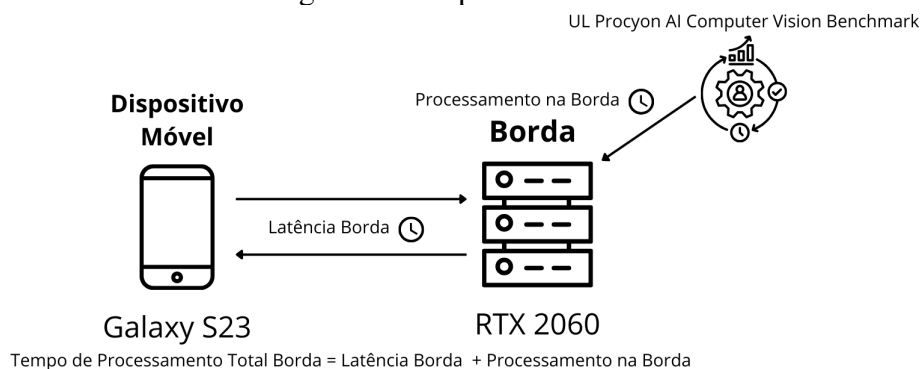 UL Procyon AI Computer Vision Benchmark
Processamento na Borda
Dispositivo
Móvel
Borda
Latência Borda
Galaxy S23
RTX 2060
Tempo de Processamento Total Borda = Latência Borda + Processamento na Borda